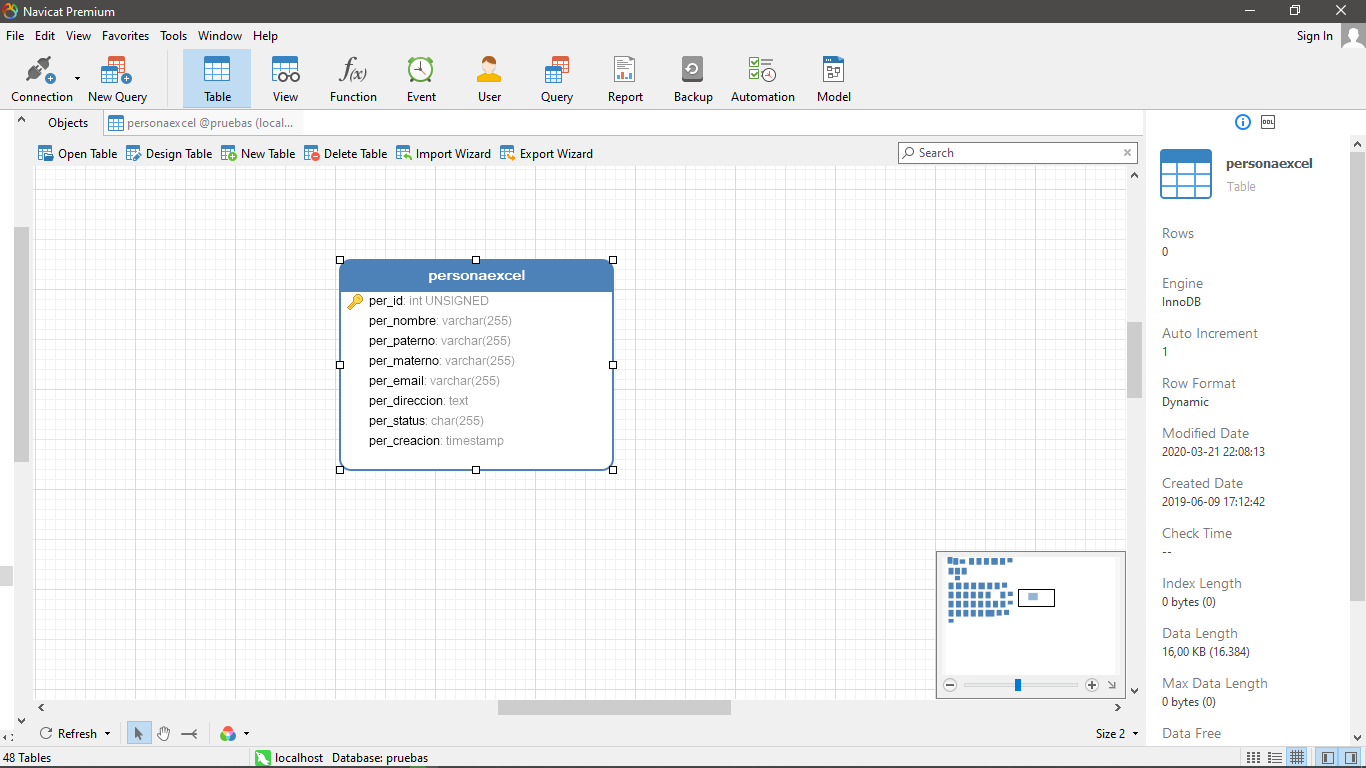 Navicat Premium
File Edit View Favorites Tools Window Help Sign In
Connection New Query Table View Function Event User Query Report Backup Automation Model
f(x)
Objects personaexcel @pruebas (local...
DDL
Open Table Design Table New Table Delete Table Import Wizard Export Wizard Search
personaexcel
Table
Rows
0
Engine
InnoDB
Auto Increment
1
Row Format
Dynamic
Modified Date
2020-03-21 22:08:13
Created Date
2019-06-09 17:12:42
Check Time
--
Index Length
0 bytes (0)
Data Length
16,00 KB (16.384)
Max Data Length
0 bytes (0)
Data Free
personaexcel
per_id: int UNSIGNED
per_nombre: varchar(255)
per_paterno: varchar(255)
per_materno: varchar(255)
per_email: varchar(255)
per_direccion: text
per_status: char(255)
per_creacion: timestamp
Refresh Size 2
48 Tables localhost Database: pruebas